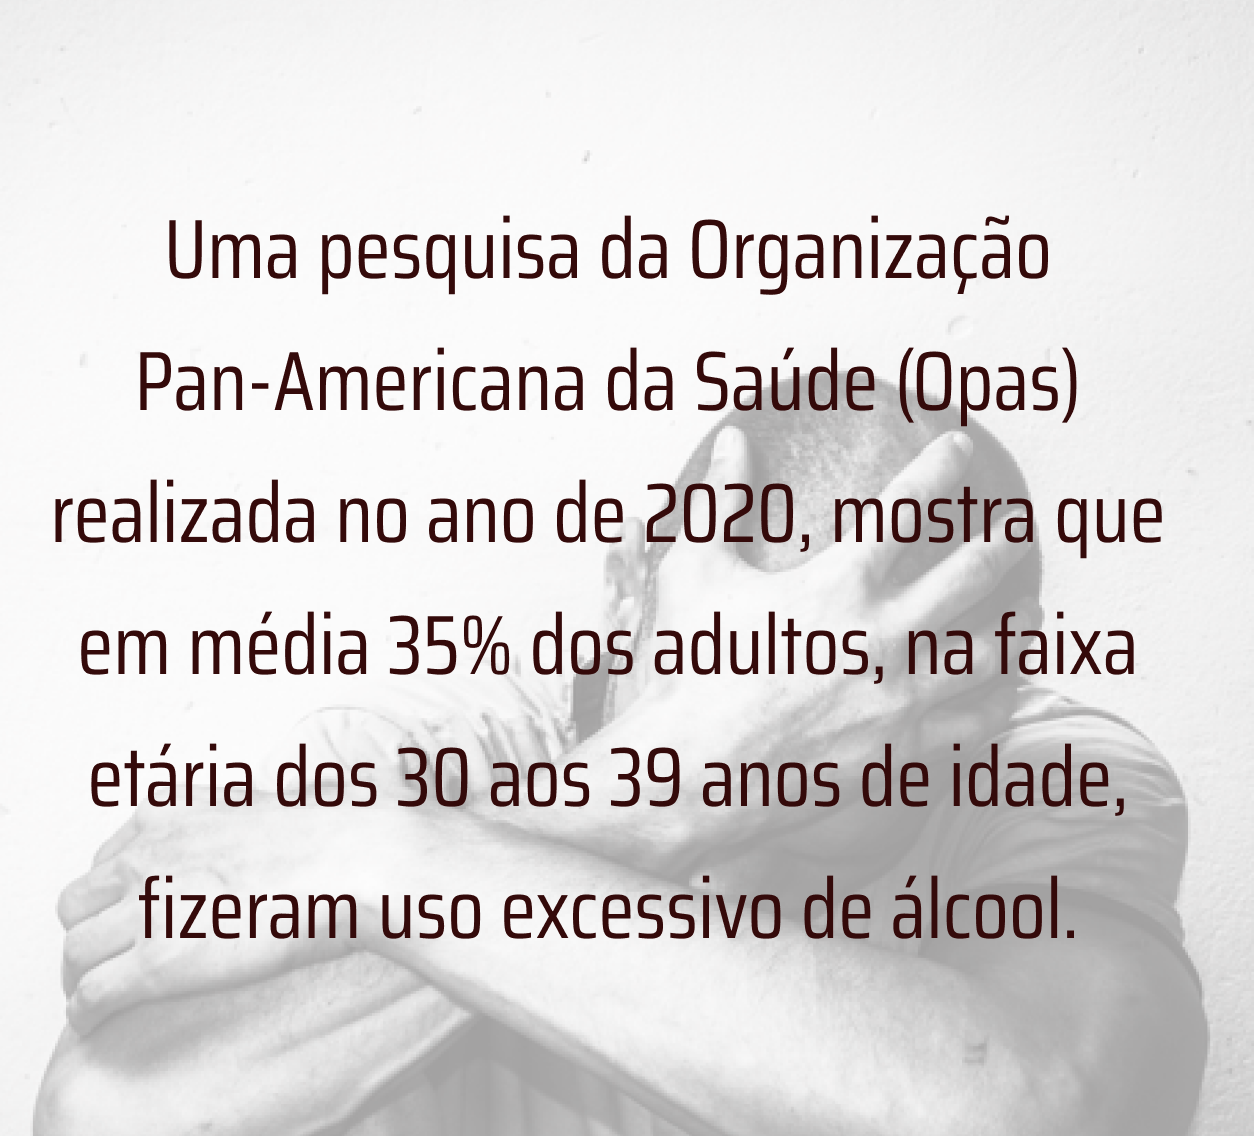 Uma pesquisa da Organização
Pan-Americana da Saúde (Opas)
realizada no ano de 2020, mostra que
em média 35% dos adultos, na faixa
etária dos 30 aos 39 anos de idade,
fizeram uso excessivo de álcool.